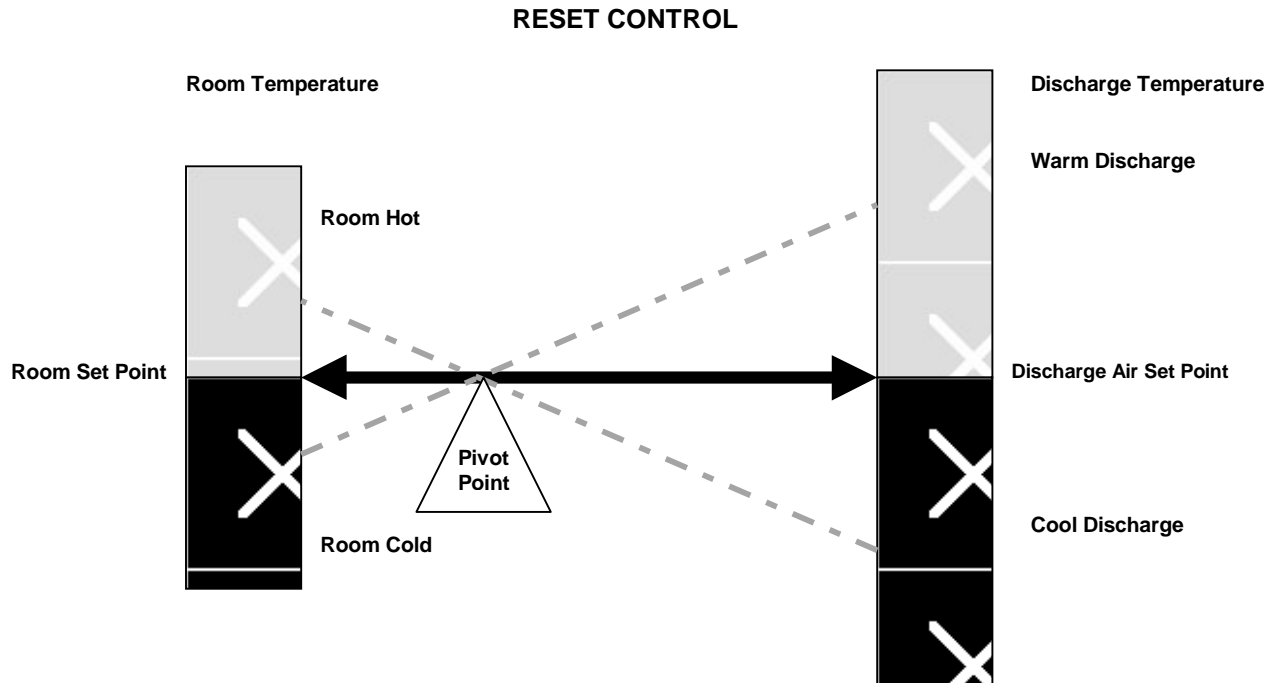 RESET CONTROL
Room Temperature
Discharge Temperature
Warm Discharge
Room Hot
Room Set Point
Discharge Air Set Point
Pivot
Point
Cool Discharge
Room Cold